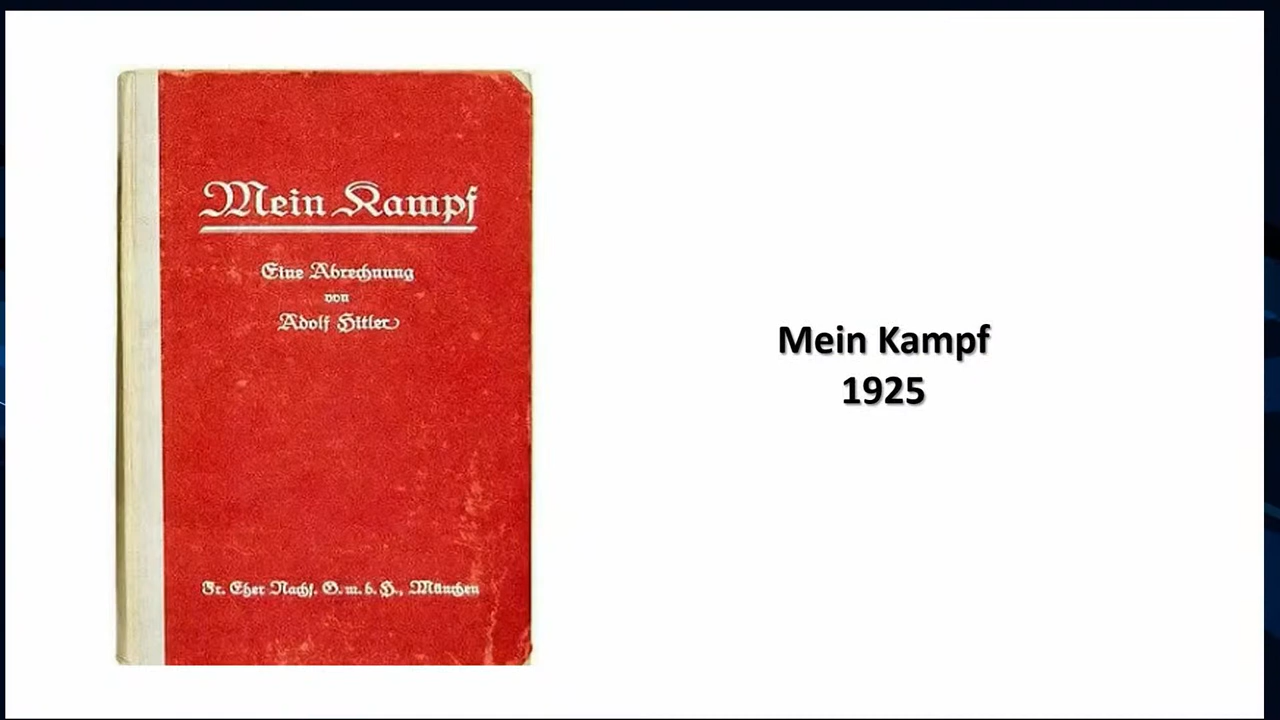 Mein Kampf
Eine Abrechnung
von
Adolf Hitler
Fr. Eher Nachf. G. m. b. H., München
Mein Kampf
1925